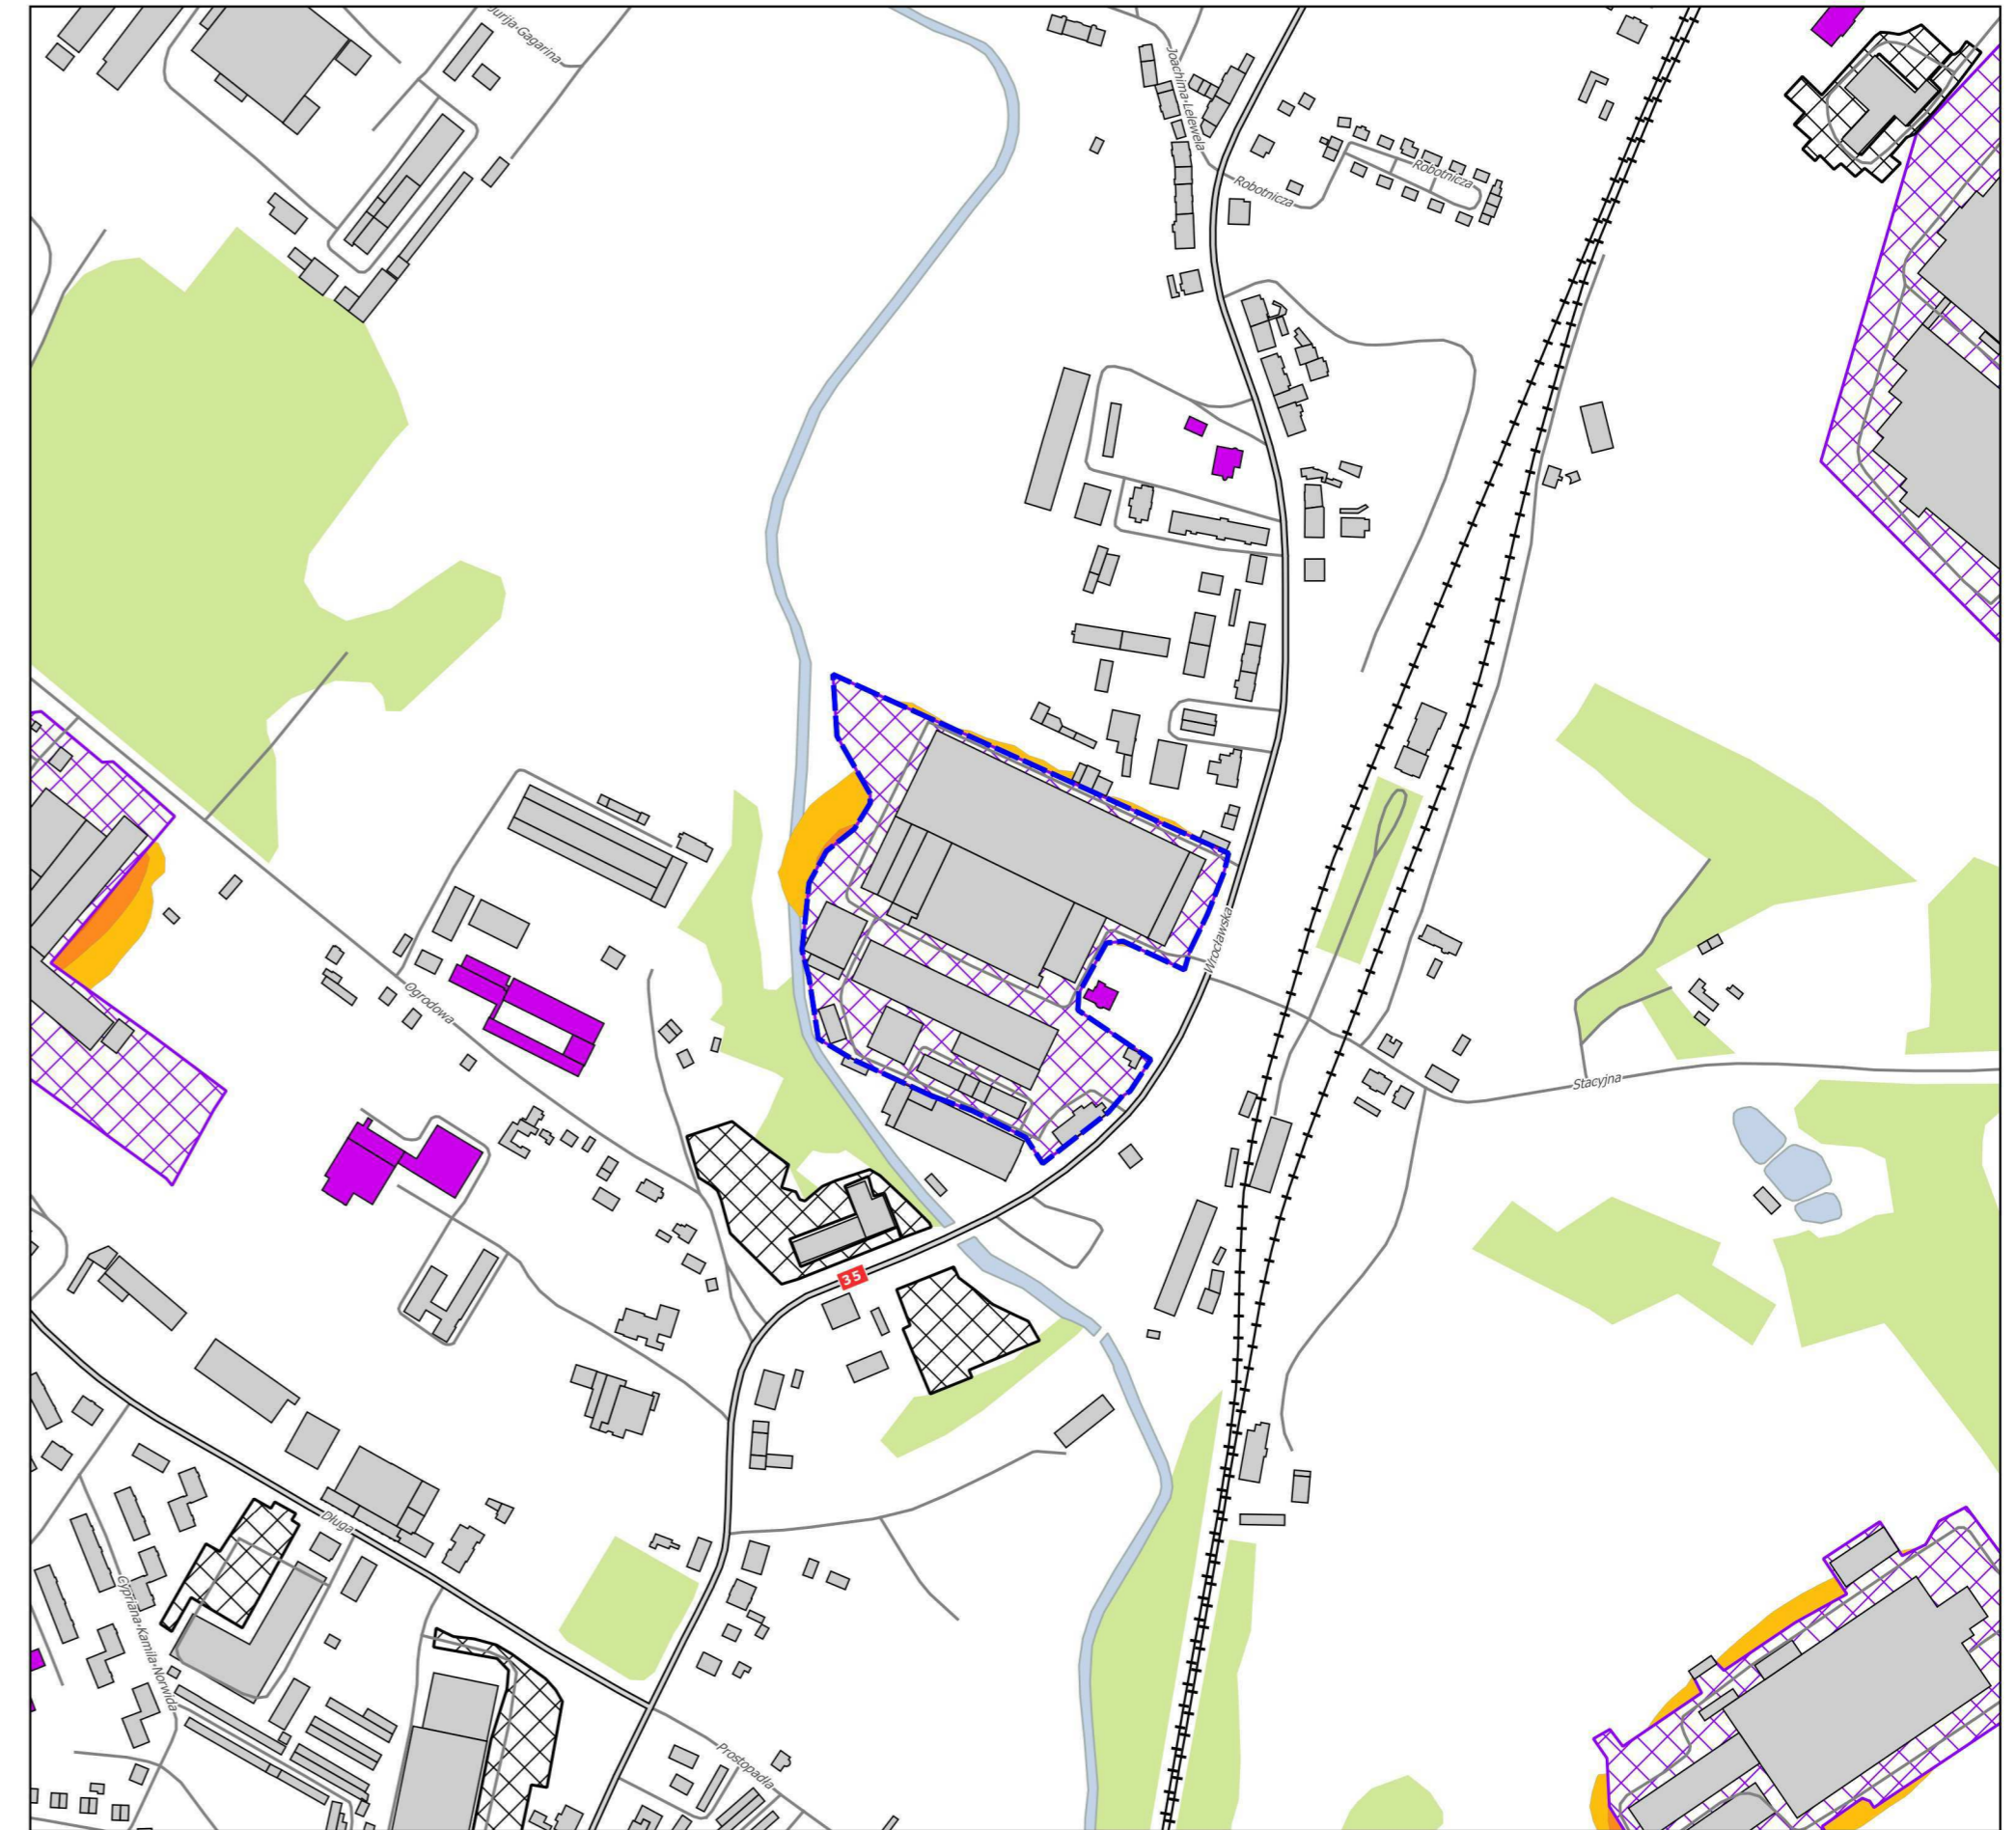 Jurija·Gagarina
Joachima·Lelewela
Robotnicza
Robotnicza
Wrocławska
Ogrodowa
Stacyjna
35
Długa
Cypriana·Kamila·Norwida
Prostopadła